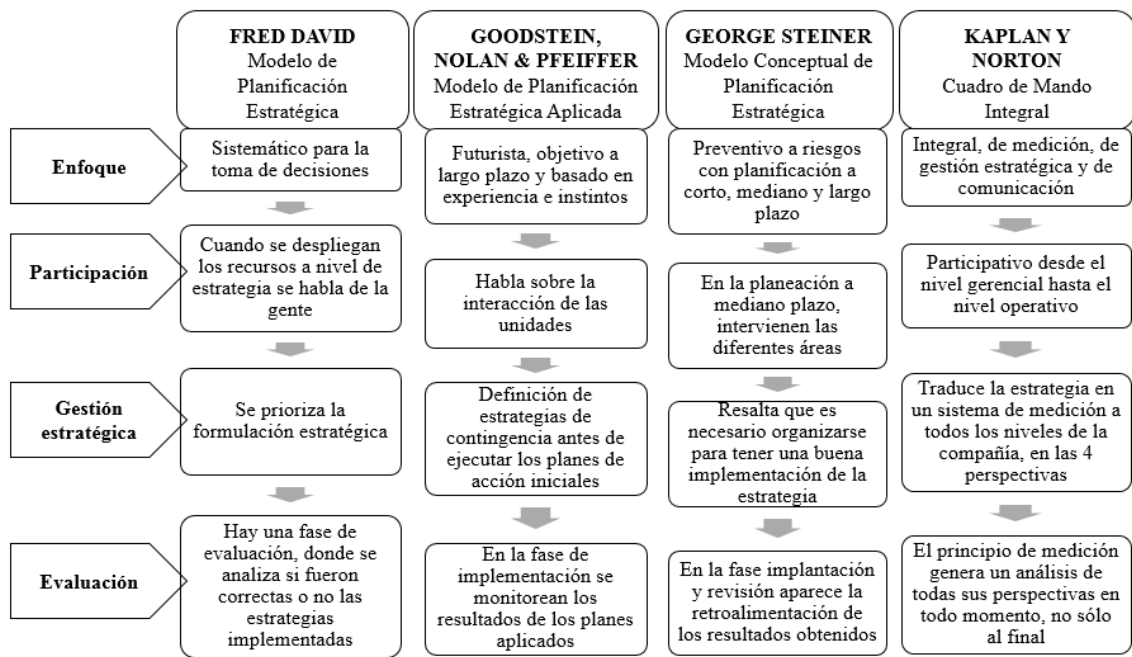 FRED DAVID
Modelo de
Planificación
Estratégica
GOODSTEIN,
NOLAN & PFEIFFER
Modelo de Planificación
Estratégica Aplicada
GEORGE STEINER
Modelo Conceptual de
Planificación
Estratégica
KAPLAN Y
NORTON
Cuadro de Mando
Integral
Enfoque
Sistemático para la
toma de decisiones
Futurista, objetivo a
largo plazo y basado en
experiencia e instintos
Preventivo a riesgos
con planificación a
corto, mediano y largo
plazo
Integral, de medición, de
gestión estratégica y de
comunicación
Participación
Cuando se despliegan
los recursos a nivel de
estrategia se habla de la
gente
Habla sobre la
interacción de las
unidades
En la planeación a
mediano plazo,
intervienen las
diferentes áreas
Participativo desde el
nivel gerencial hasta el
nivel operativo
Gestión
estratégica
Se prioriza la
formulación estratégica
Definición de
estrategias de
contingencia antes de
ejecutar los planes de
acción iniciales
Resalta que es
necesario organizarse
para tener una buena
implementación de la
estrategia
Traduce la estrategia en
un sistema de medición a
todos los niveles de la
compañía, en las 4
perspectivas
Evaluación
Hay una fase de
evaluación, donde se
analiza si fueron
correctas o no las
estrategias
implementadas
En la fase de
implementación se
monitorean los
resultados de los planes
aplicados
En la fase implantación
y revisión aparece la
retroalimentación de
los resultados obtenidos
El principio de medición
genera un análisis de
todas sus perspectivas en
todo momento, no sólo
al final